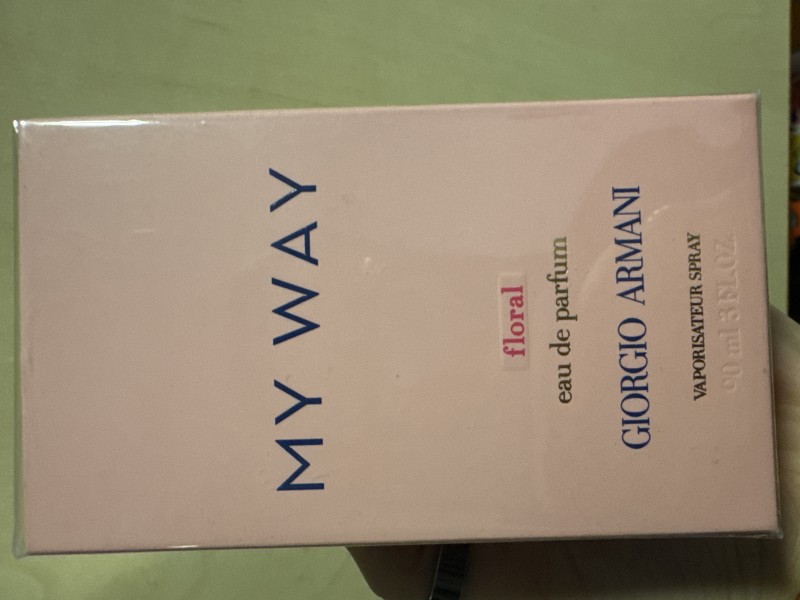 MY WAY
floral
eau de parfum
GIORGIO ARMANI
VAPORISATEUR SPRAY
90 ml 3 FL.OZ.